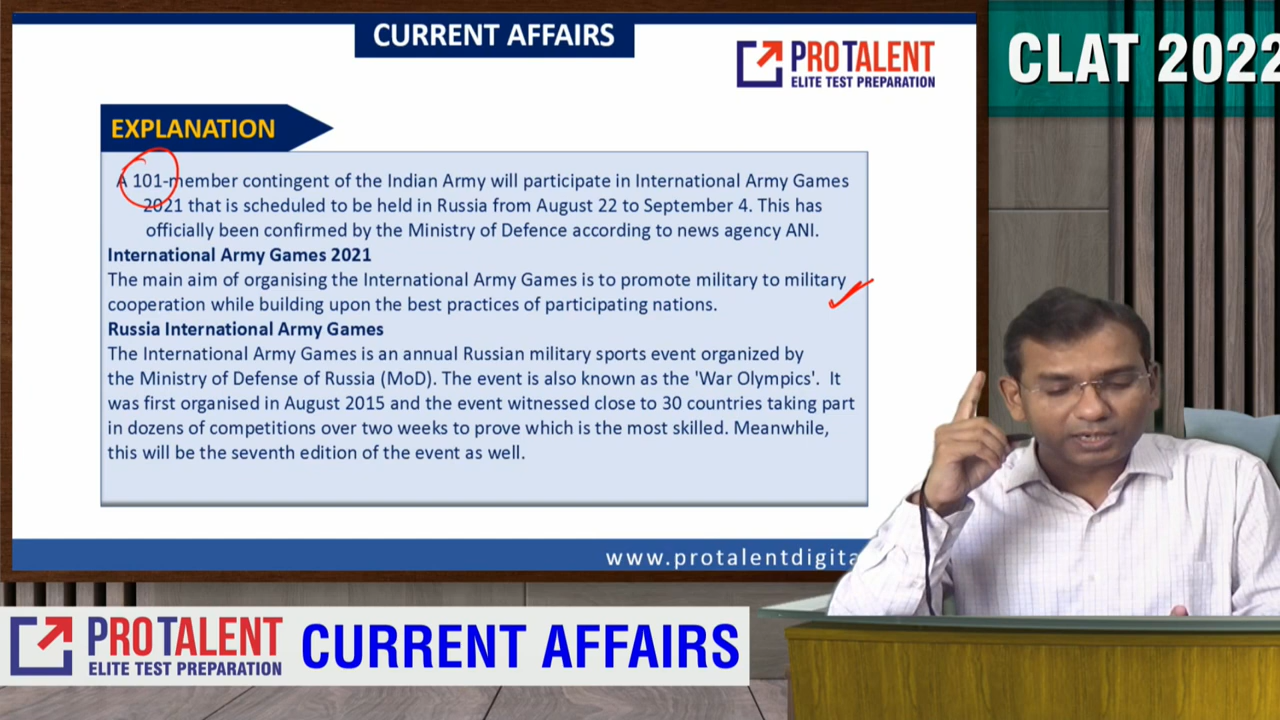 CURRENT AFFAIRS
PROTALENT
ELITE TEST PREPARATION
CLAT 2022
EXPLANATION
A 101-member contingent of the Indian Army will participate in International Army Games
2021 that is scheduled to be held in Russia from August 22 to September 4. This has
officially been confirmed by the Ministry of Defence according to news agency ANI.
International Army Games 2021
The main aim of organising the International Army Games is to promote military to military
cooperation while building upon the best practices of participating nations.
Russia International Army Games
The International Army Games is an annual Russian military sports event organized by
the Ministry of Defense of Russia (MoD). The event is also known as the 'War Olympics'. It
was first organised in August 2015 and the event witnessed close to 30 countries taking part
in dozens of competitions over two weeks to prove which is the most skilled. Meanwhile,
this will be the seventh edition of the event as well.
www.protalentdigita
PROTALENT
ELITE TEST PREPARATION
CURRENT AFFAIRS